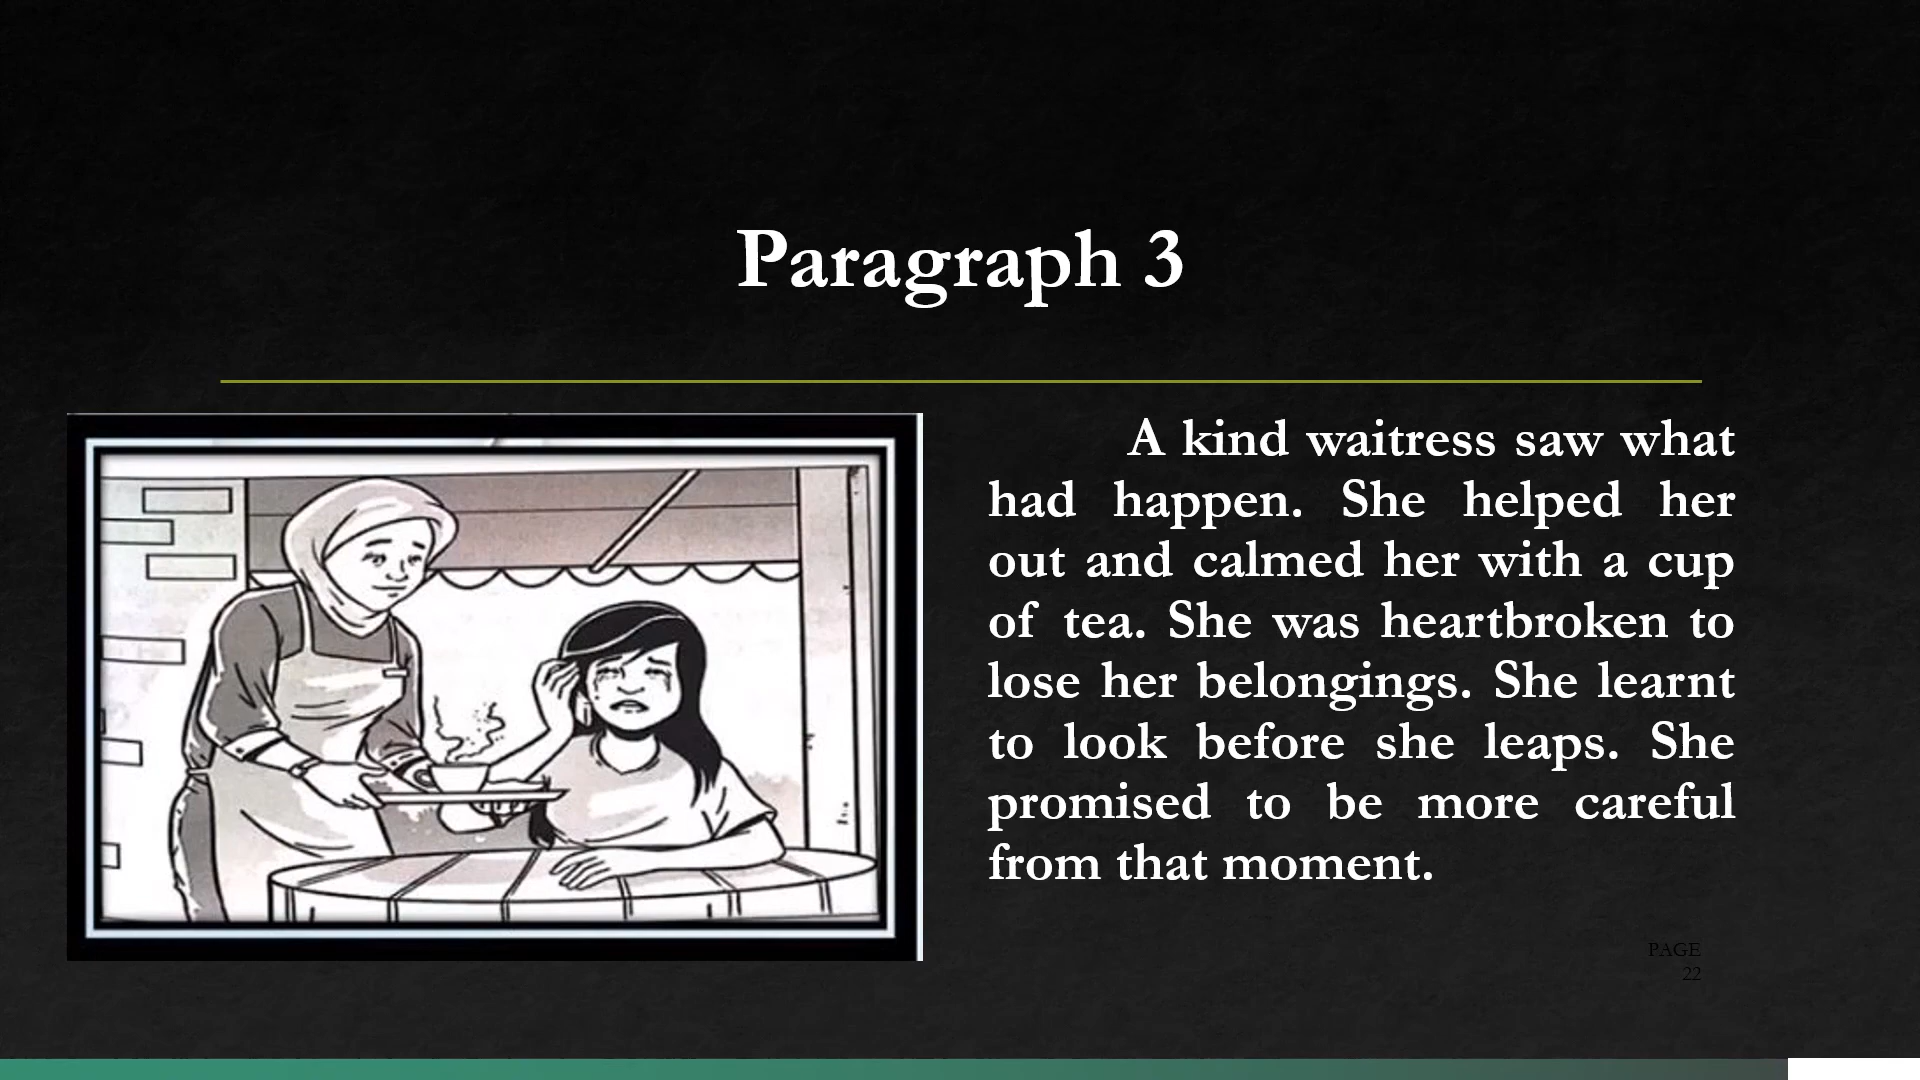 Paragraph 3
A kind waitress saw what
had happen. She helped her
out and calmed her with a cup
of tea. She was heartbroken to
lose her belongings. She learnt
to look before she leaps. She
promised to be more careful
from that moment.
PAGE
22